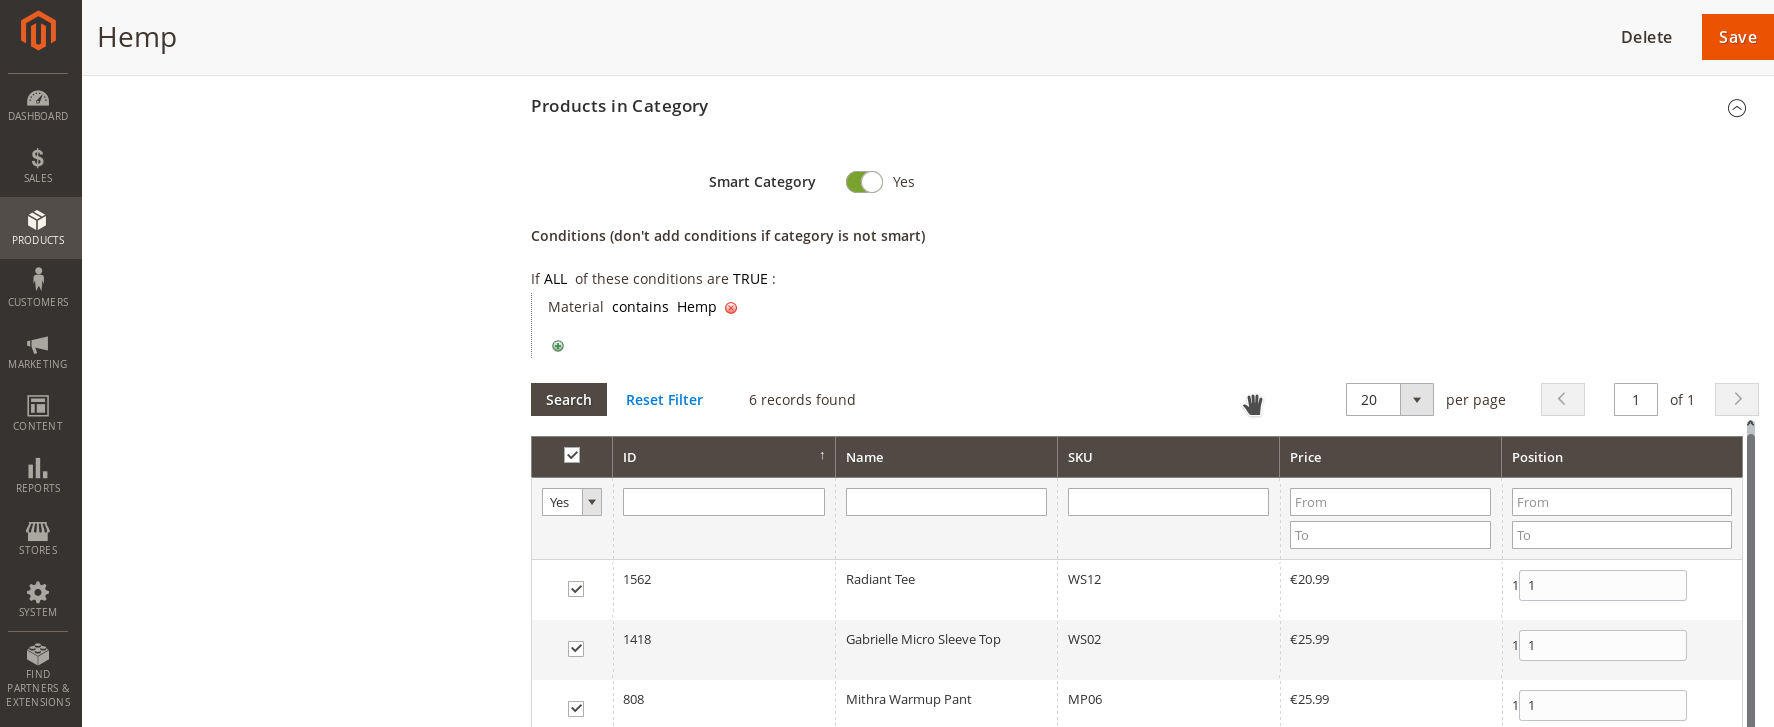 Hemp
Delete
Save
DASHBOARD
$
SALES
PRODUCTS
CUSTOMERS
MARKETING
CONTENT
REPORTS
STORES
SYSTEM
FIND
PARTNERS &
EXTENSIONS
Products in Category
Smart Category Yes
Conditions (don't add conditions if category is not smart)
If ALL of these conditions are TRUE :
Material contains Hemp
Search Reset Filter 6 records found 20 per page 1 of 1
ID ↑ Name SKU Price Position
Yes From From
To To
1562 Radiant Tee WS12 €20.99 1 1
1418 Gabrielle Micro Sleeve Top WS02 €25.99 1 1
808 Mithra Warmup Pant MP06 €25.99 1 1